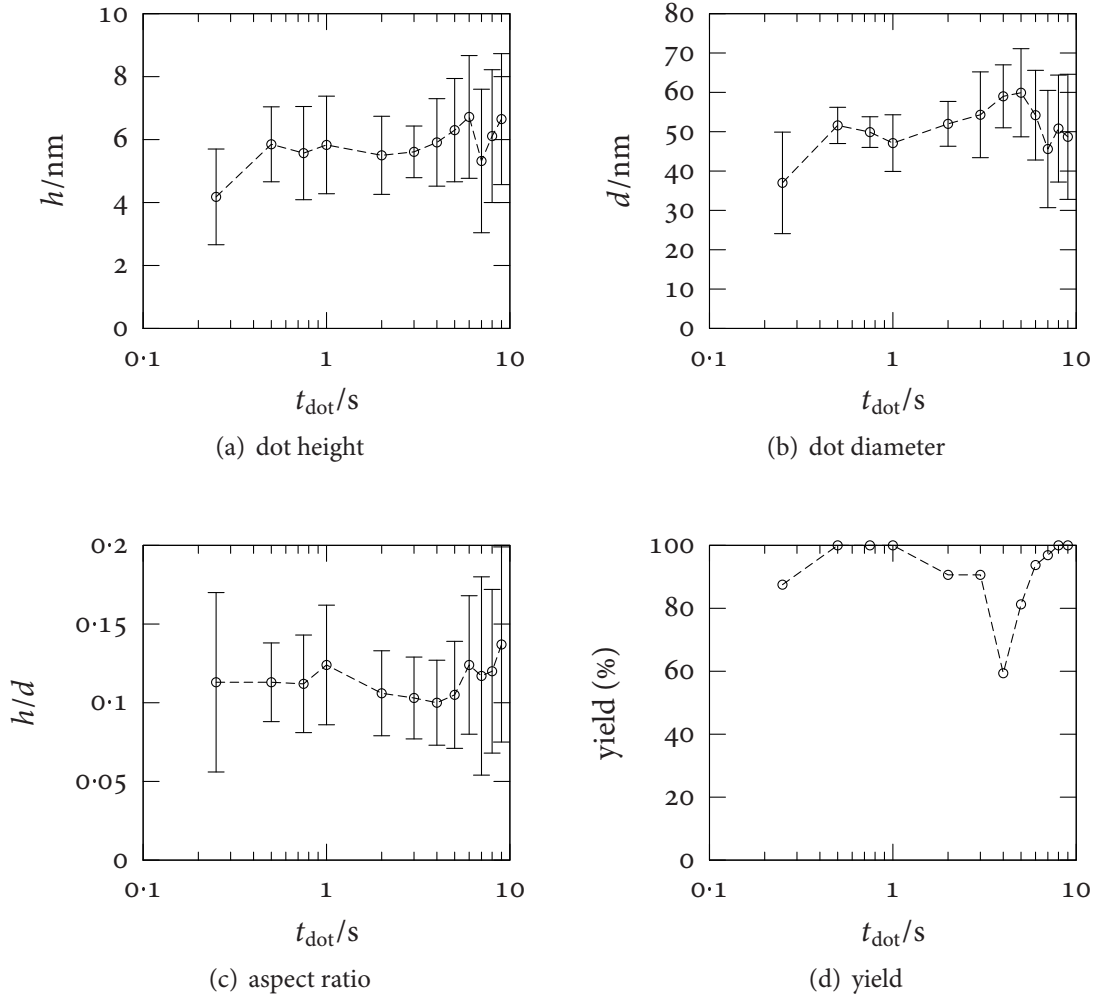 10
8
6
4
2
0
h/nm
0·1 1 10
t_dot/s
(a) dot height
80
70
60
50
40
30
20
10
0
d/nm
0·1 1 10
t_dot/s
(b) dot diameter
0·2
0·15
0·1
0·05
0
h/d
0·1 1 10
t_dot/s
(c) aspect ratio
100
80
60
40
20
0
yield (%)
0·1 1 10
t_dot/s
(d) yield